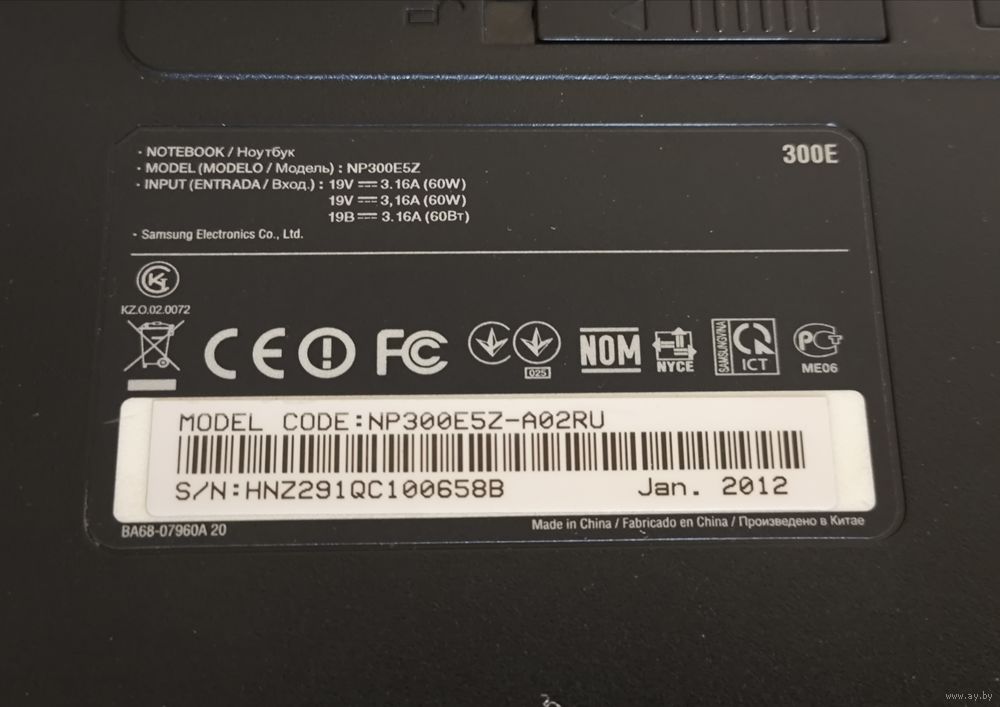 · NOTEBOOK / Ноутбук
300E
· MODEL (MODELO / Модель) : NP300E5Z
· INPUT (ENTRADA / Вход.) : 19V 3.16A (60W)
19V 3,16A (60W)
19В 3.16A (60Вт)
· Samsung Electronics Co., Ltd.
KZ.O.02.0072
CE FC
025
NOM
NYCE
SAMSUNGVINA
ICT
PCT
ME06
MODEL CODE:NP300E5Z-A02RU
S/N:HNZ291QC100658B Jan. 2012
BA68-07960A 20
Made in China / Fabricado en China / Произведено в Китае
www.ay.by